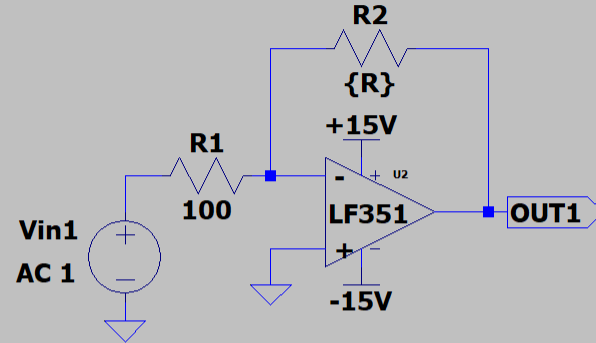 R2
{R}
+15V
R1
+ U2
-
100
LF351
OUT1
Vin1
+
+ -
AC 1
-
-15V